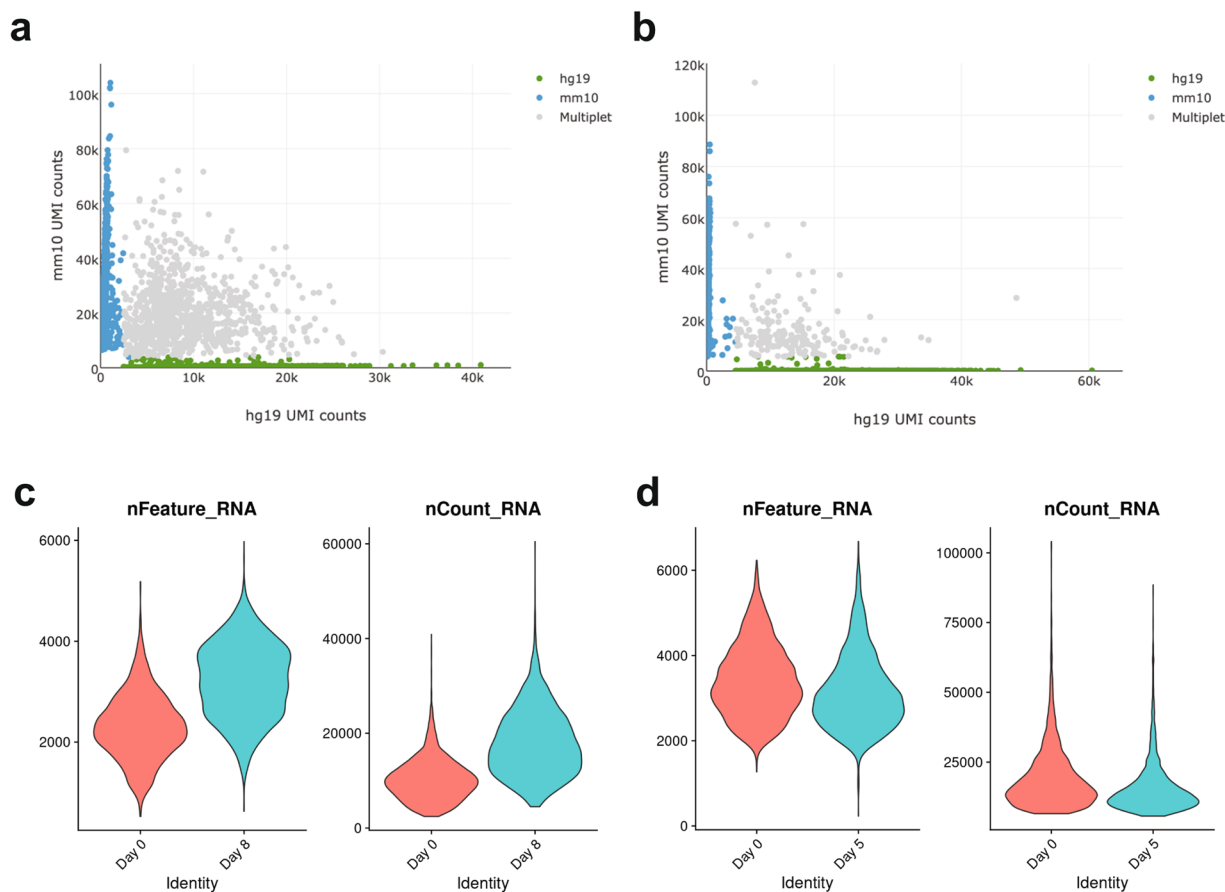 a
100k
80k
60k
40k
20k
0
mm10 UMI counts
0
10k
20k
30k
40k
hg19 UMI counts
hg19
mm10
Multiplet
b
120k
100k
80k
60k
40k
20k
0
mm10 UMI counts
0
20k
40k
60k
hg19 UMI counts
hg19
mm10
Multiplet
c
nFeature_RNA
6000
4000
2000
Day 0
Day 8
Identity
nCount_RNA
60000
40000
20000
0
Day 0
Day 8
Identity
d
nFeature_RNA
6000
4000
2000
0
Day 0
Day 5
Identity
nCount_RNA
100000
75000
50000
25000
Day 0
Day 5
Identity